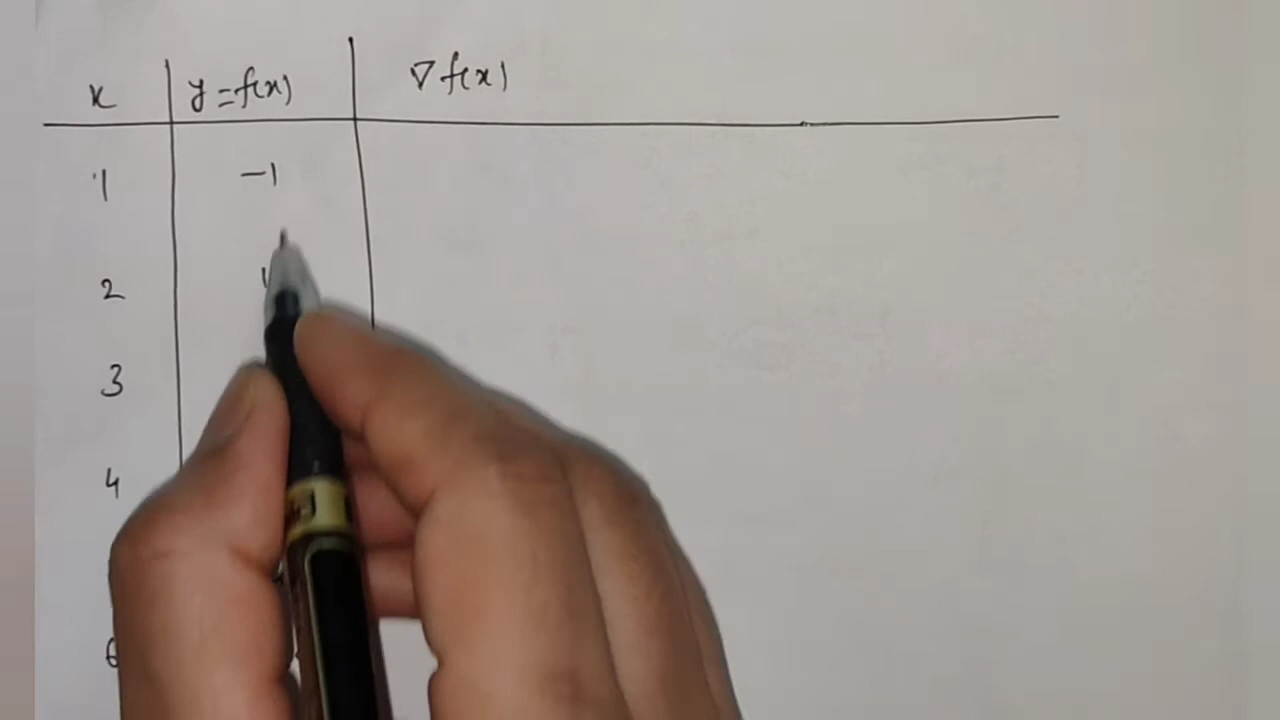 x y = f(x) ∇ f(x)
1 -1
2
3
4